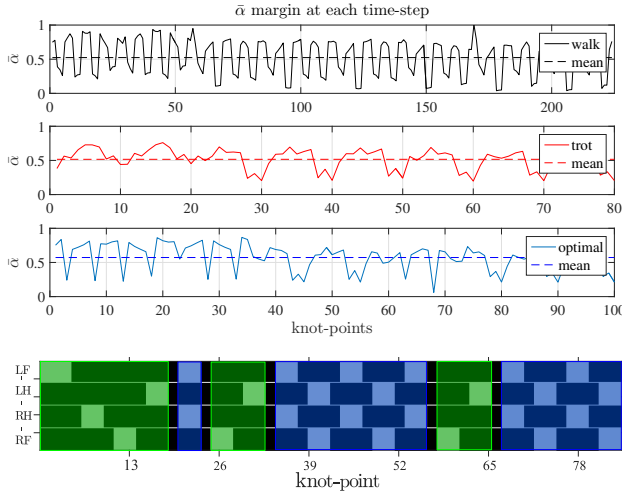 ᾱ margin at each time-step
1
0.5
0
ᾱ
walk
mean
0 50 100 150 200
1
0.5
0
ᾱ
trot
mean
0 10 20 30 40 50 60 70 80
1
0.5
0
ᾱ
optimal
mean
0 10 20 30 40 50 60 70 80 90 100
knot-points
LF
LH
RH
RF
13 26 39 52 65 78
knot-point